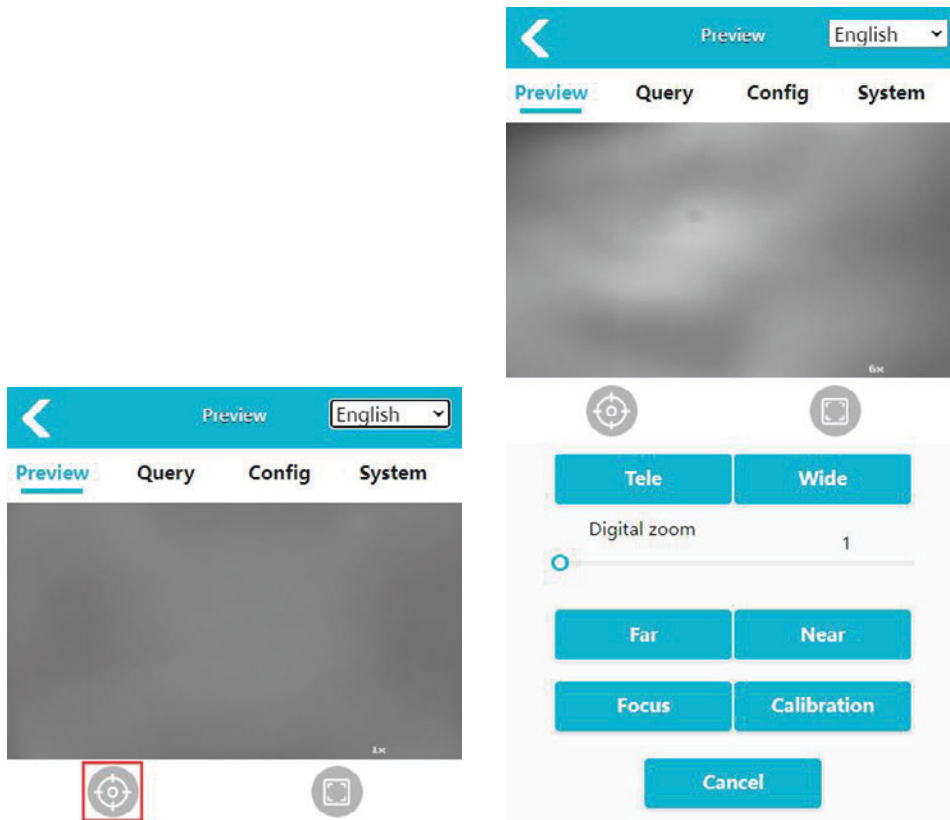 Preview English
Preview Query Config System
1x
Preview English
Preview Query Config System
6x
Tele Wide
Digital zoom
1
Far Near
Focus Calibration
Cancel